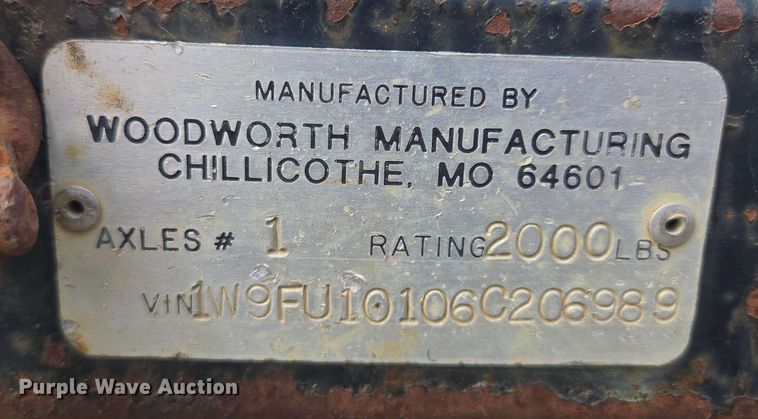 MANUFACTURED BY
WOODWORTH MANUFACTURING
CHILLICOTHE, MO 64601
AXLES # 1 RATING 2000 LBS
VIN 1W9FU10106C206989
Purple Wave Auction